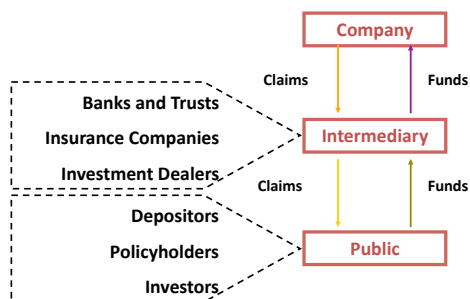 Company
Claims
Funds
Banks and Trusts
Insurance Companies
Intermediary
Investment Dealers
Claims
Funds
Depositors
Policyholders
Public
Investors